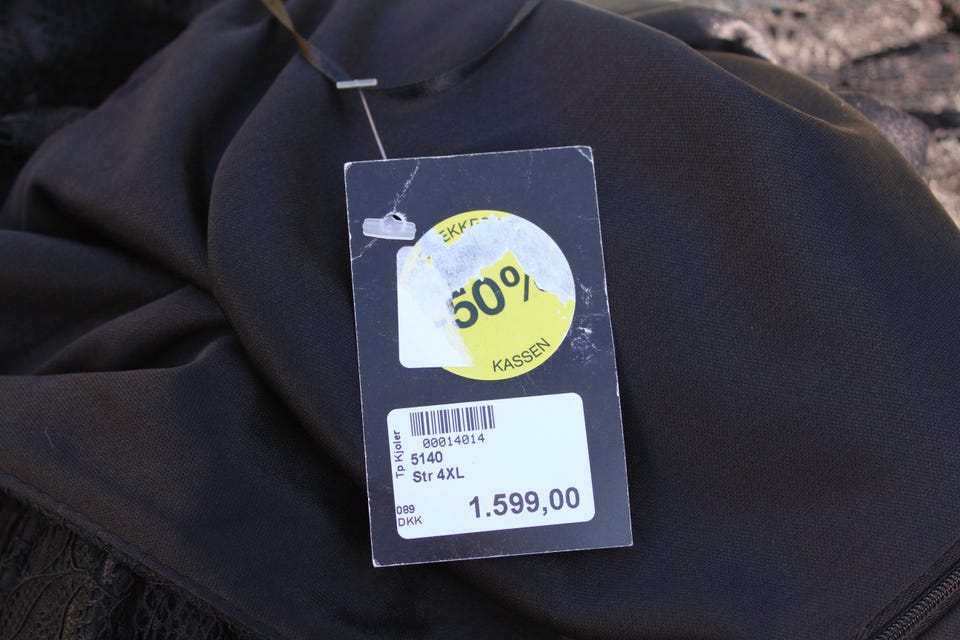 50%
KASSEN
00014014
Tp Kjoler
5140
Str 4XL
089
DKK
1.599,00